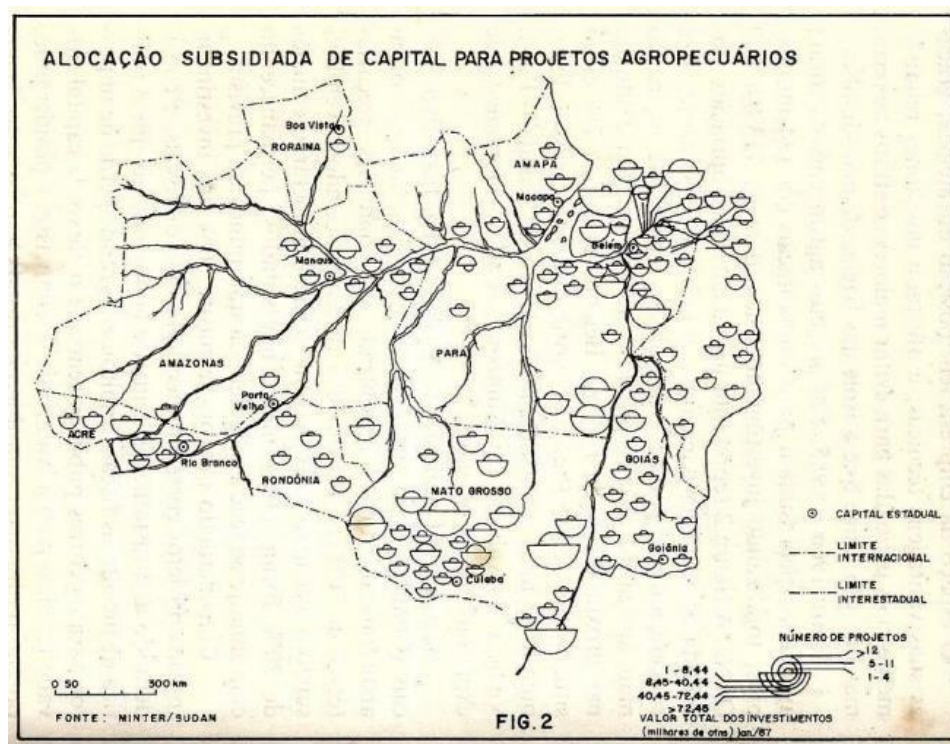 ALOCAÇÃO SUBSIDIADA DE CAPITAL PARA PROJETOS AGROPECUÁRIOS
Boa Vista
RORAIMA
AMAPÁ
Macapá
Belém
Manaus
PARÁ
AMAZONAS
Porto
Velho
ACRE
Rio Branco
RONDÔNIA
MATO GROSSO
GOIÁS
Goiânia
Cuiabá
CAPITAL ESTADUAL
LIMITE
INTERNACIONAL
LIMITE
INTERESTADUAL
NÚMERO DE PROJETOS
>12
5-11
1-4
1-8,44
8,45-40,44
40,45-72,44
>72,45
VALOR TOTAL DOS INVESTIMENTOS
(milhares de otns) jan./87
0 50 300 km
FONTE: MINTER/SUDAN
FIG. 2